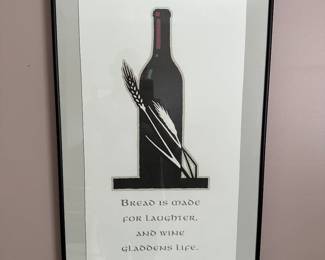 Bread is made
for laughter,
and wine
gladdens life.